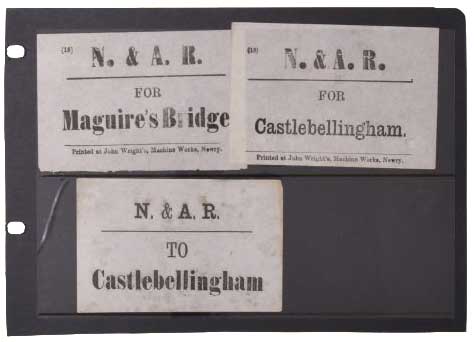 (18) N. & A. R.
FOR
Maguire's Bridge
Printed at John Wright's, Machine Works, Newry.
(18) N. & A. R.
FOR
Castlebellingham.
Printed at John Wright's, Machine Works, Newry.
N. & A. R.
TO
Castlebellingham